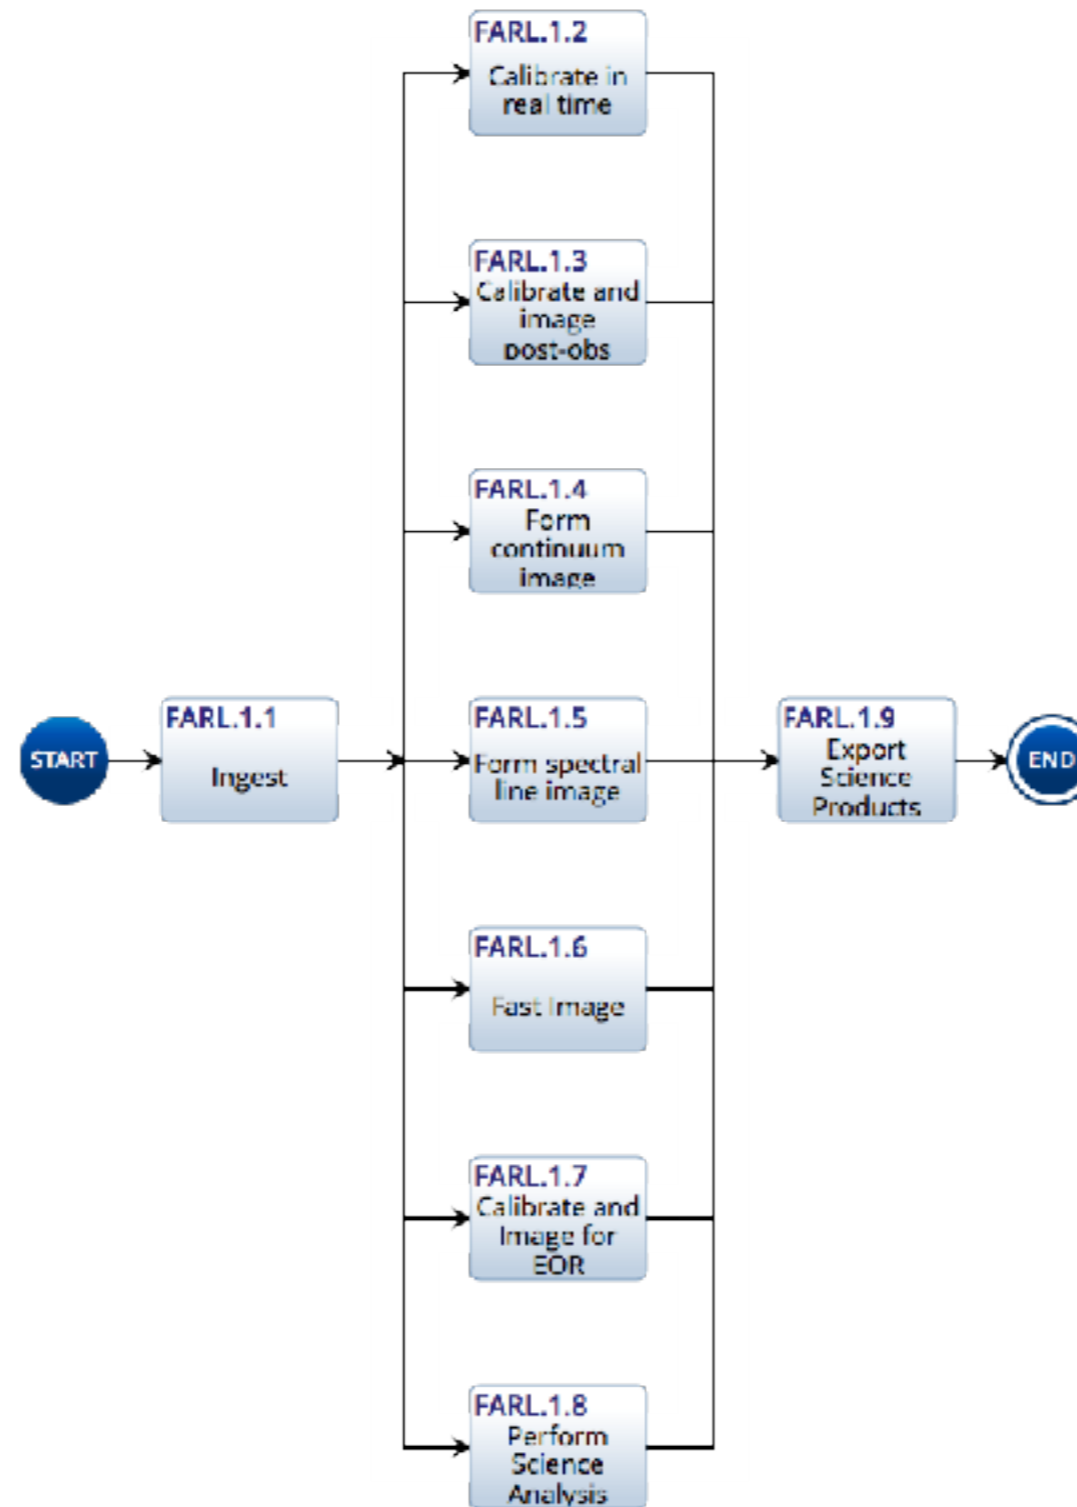 FARL.1.2
Calibrate in
real time
FARL.1.3
Calibrate and
image
post-obs
FARL.1.4
Form
continuum
image
START
FARL.1.1
Ingest
FARL.1.5
Form spectral
line image
FARL.1.9
Export
Science
Products
END
FARL.1.6
Fast Image
FARL.1.7
Calibrate and
Image for
EOR
FARL.1.8
Perform
Science
Analysis